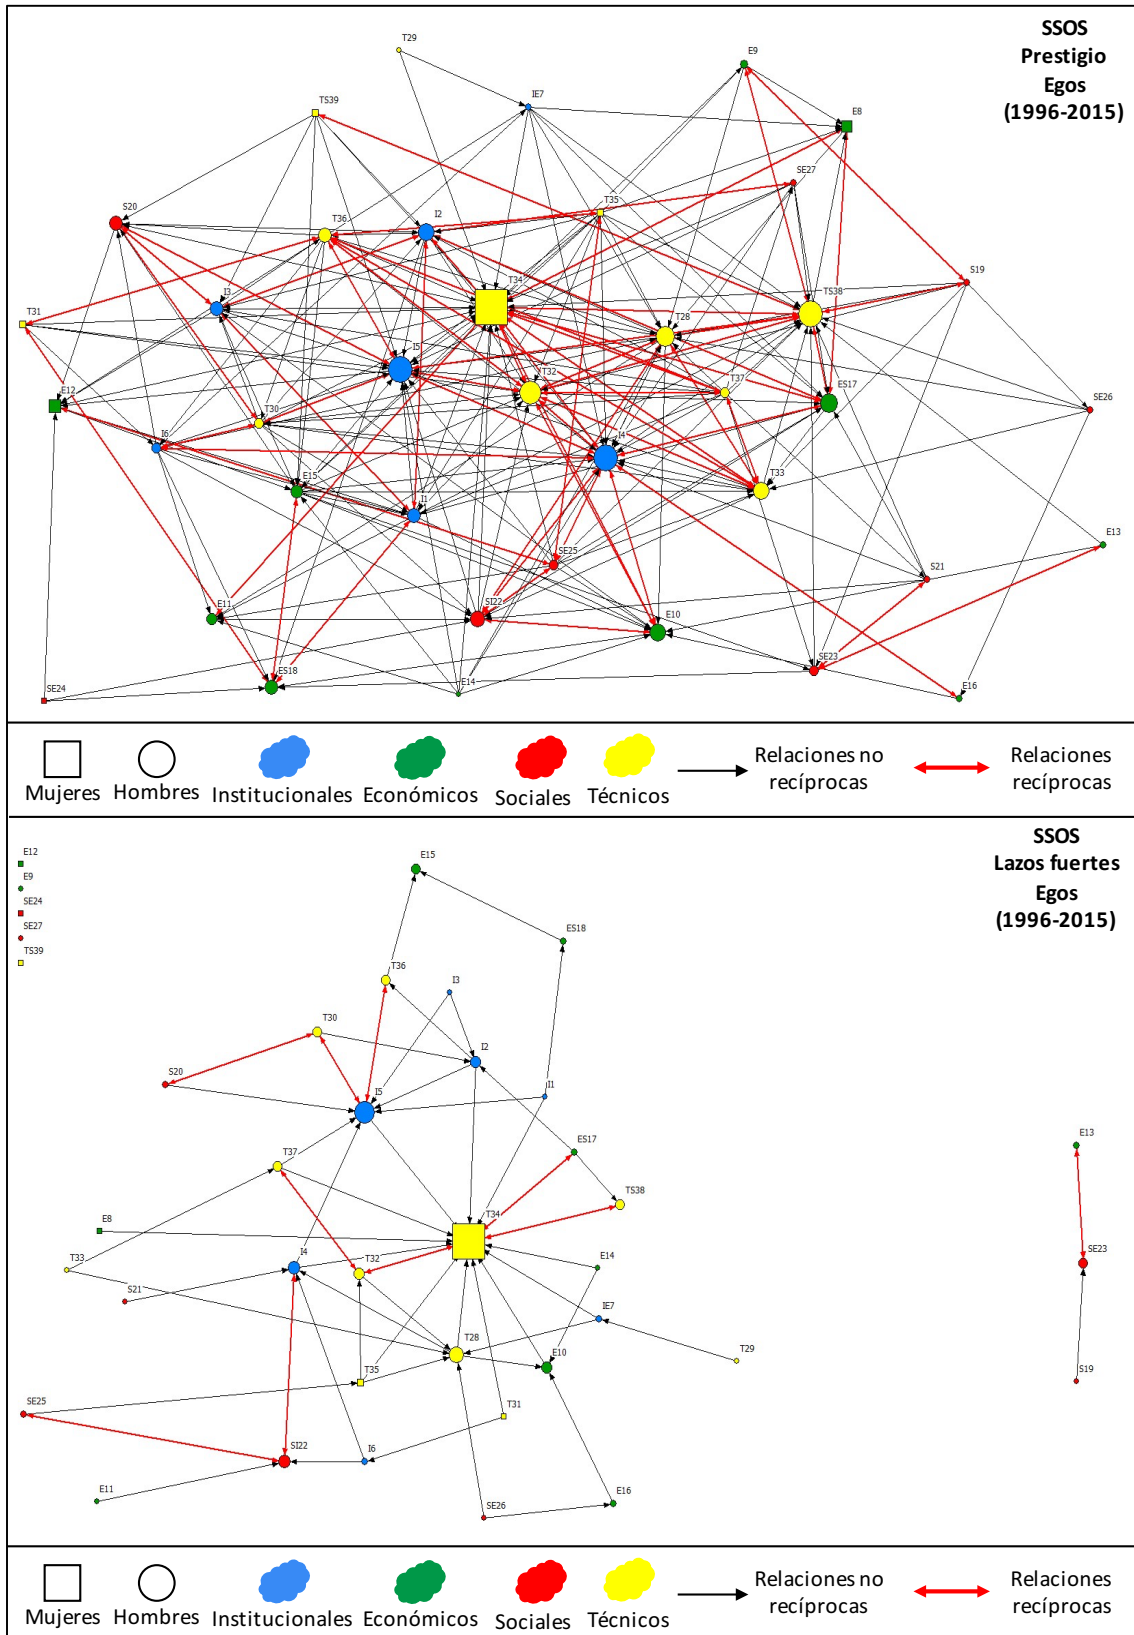 SSOS
Prestigio
Egos
(1996-2015)
T29
E9
IE7
TS39
E8
SE27
T35
S20
T36
I2
S19
T34
I3
TS38
T31
T28
I5
T32
T37
E12
ES17
SE26
T30
I4
I6
E15
T33
I1
E13
SE25
S21
E11
SI22
E10
ES18
SE23
E14
E16
SE24
Mujeres
Hombres
Institucionales
Económicos
Sociales
Técnicos
Relaciones no
recíprocas
Relaciones
recíprocas
SSOS
Lazos fuertes
Egos
(1996-2015)
E12
E9
SE24
SE27
TS39
E15
ES18
T36
I3
T30
I2
S20
I5
I1
E13
ES17
T37
TS38
T34
E8
T33
I4
T32
E14
SE23
S21
IE7
T28
T29
E10
T35
S19
SE25
T31
SI22
I6
E11
E16
SE26
Mujeres
Hombres
Institucionales
Económicos
Sociales
Técnicos
Relaciones no
recíprocas
Relaciones
recíprocas